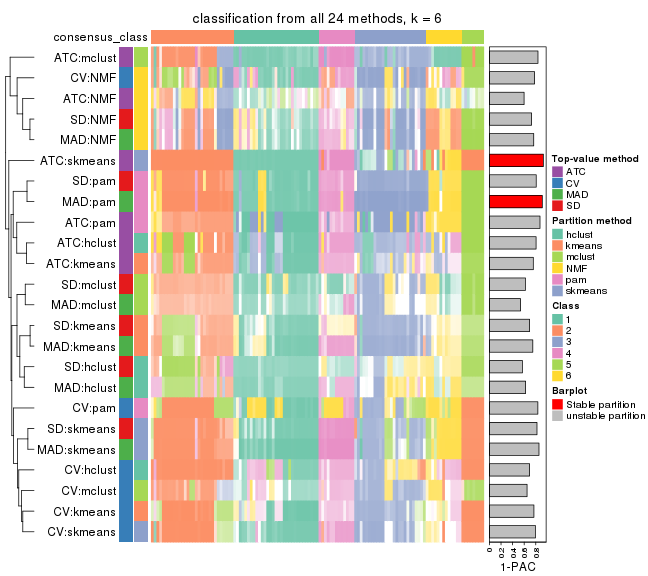 classification from all 24 methods, k = 6
consensus_class
ATC:mclust
CV:NMF
ATC:NMF
SD:NMF
MAD:NMF
ATC:skmeans
SD:pam
MAD:pam
ATC:pam
ATC:hclust
ATC:kmeans
SD:mclust
MAD:mclust
SD:kmeans
MAD:kmeans
SD:hclust
MAD:hclust
CV:pam
SD:skmeans
MAD:skmeans
CV:hclust
CV:mclust
CV:kmeans
CV:skmeans
0
0.2
0.4
0.6
0.8
1-PAC
Top-value method
ATC
CV
MAD
SD
Partition method
hclust
kmeans
mclust
NMF
pam
skmeans
Class
1
2
3
4
5
6
Barplot
Stable partition
unstable partition